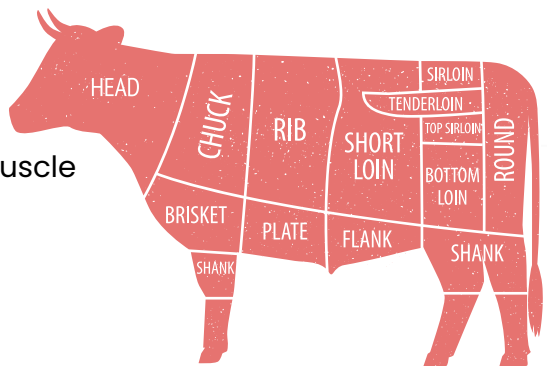 HEAD
CHUCK
RIB
SHORT
LOIN
SIRLOIN
TENDERLOIN
TOP SIRLOIN
BOTTOM
LOIN
ROUND
uscle
BRISKET
PLATE
FLANK
SHANK
SHANK